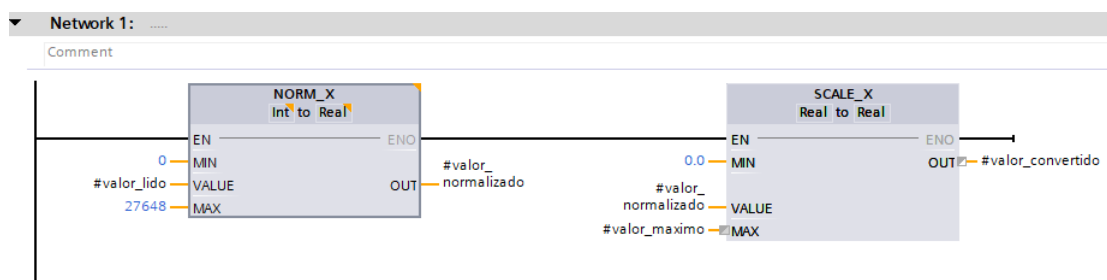 Network 1: .....
Comment
NORM_X
Int to Real
EN ENO
0 MIN
#valor_lido VALUE
27648 MAX
OUT
#valor_
normalizado
SCALE_X
Real to Real
EN ENO
0.0 MIN
#valor_
normalizado VALUE
#valor_maximo MAX
OUT #valor_convertido